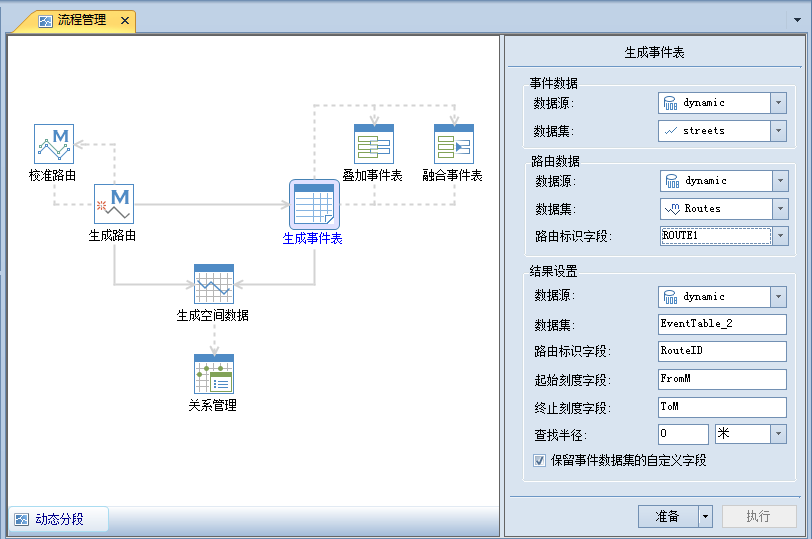 流程管理
校准路由
生成路由
叠加事件表
融合事件表
生成事件表
生成空间数据
关系管理
动态分段
生成事件表
事件数据
数据源: dynamic
数据集: streets
路由数据
数据源: dynamic
数据集: Routes
路由标识字段: ROUTE1
结果设置
数据源: dynamic
数据集: EventTable_2
路由标识字段: RouteID
起始刻度字段: FromM
终止刻度字段: ToM
查找半径: 0 米
保留事件数据集的自定义字段
准备 执行